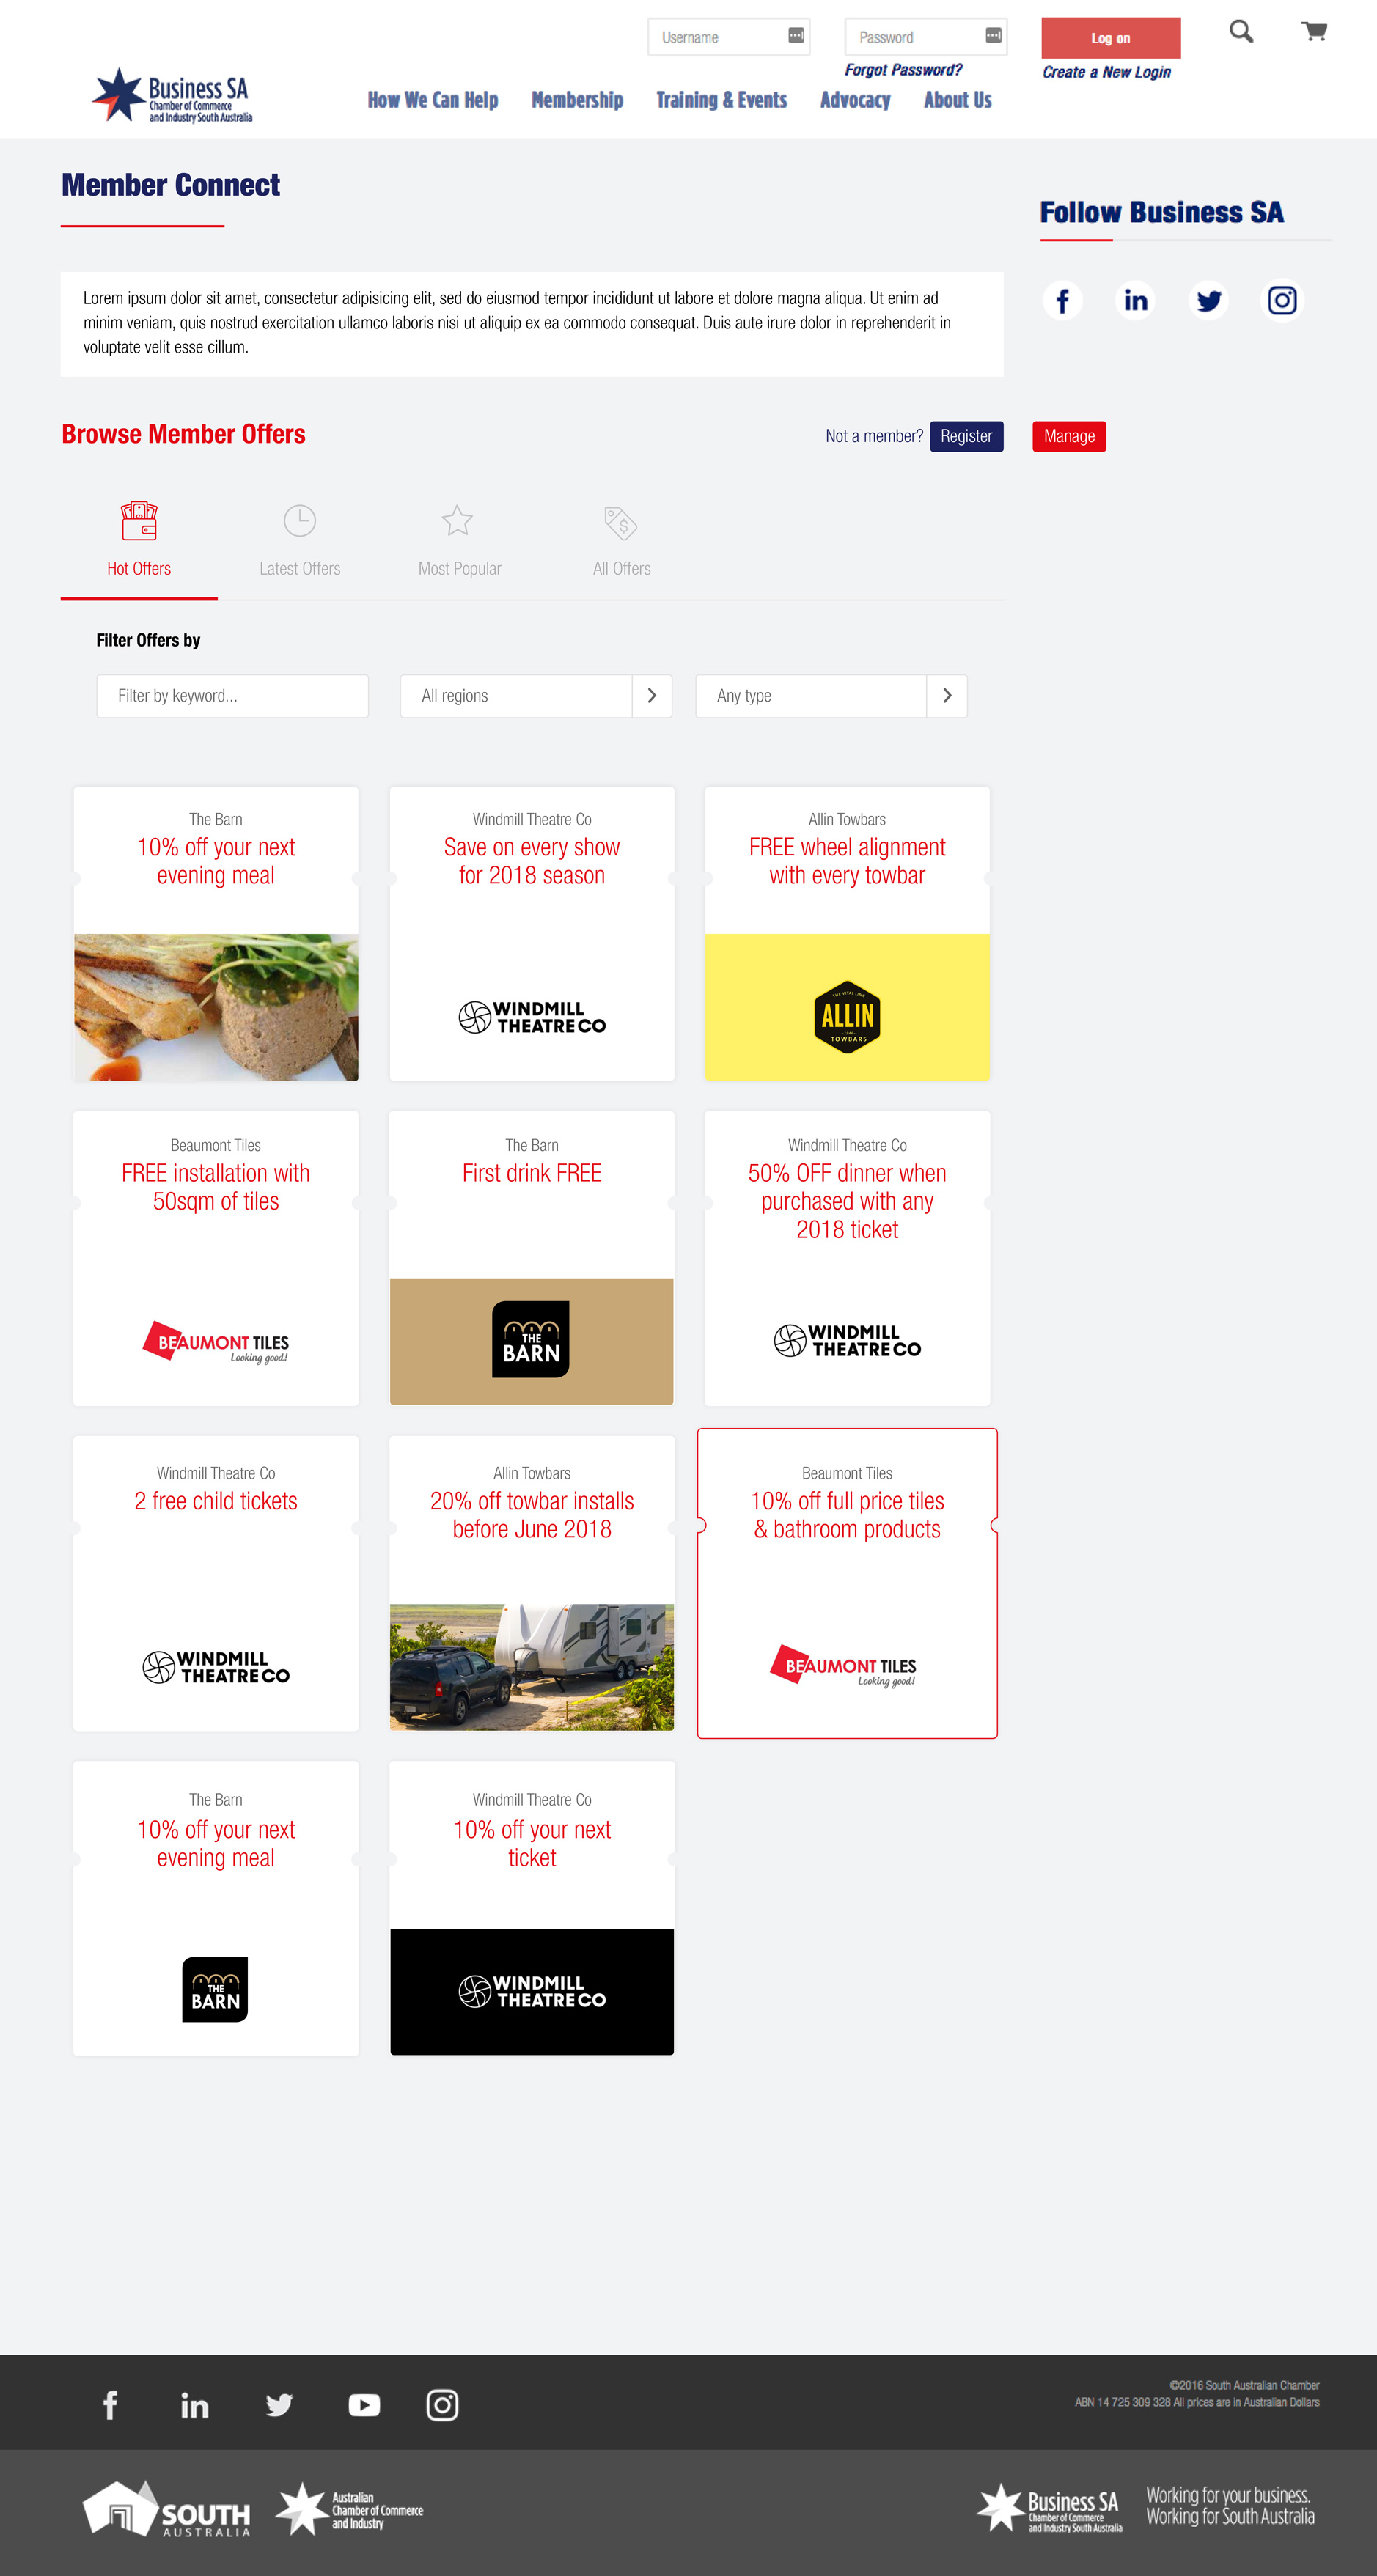 Username
Password
Log on
Forgot Password?
Create a New Login
Business SA
Chamber of Commerce
and Industry South Australia
How We Can Help
Membership
Training & Events
Advocacy
About Us
Member Connect
Follow Business SA
Lorem ipsum dolor sit amet, consectetur adipisicing elit, sed do eiusmod tempor incididunt ut labore et dolore magna aliqua. Ut enim ad
minim veniam, quis nostrud exercitation ullamco laboris nisi ut aliquip ex ea commodo consequat. Duis aute irure dolor in reprehenderit in
voluptate velit esse cillum.
Browse Member Offers
Not a member? Register
Manage
Hot Offers
Latest Offers
Most Popular
All Offers
Filter Offers by
Filter by keyword...
All regions
Any type
The Barn
10% off your next
evening meal
Windmill Theatre Co
Save on every show
for 2018 season
WINDMILL
THEATRE CO
Allin Towbars
FREE wheel alignment
with every towbar
THE VITAL LINK
ALLIN
TOWBARS
Beaumont Tiles
FREE installation with
50sqm of tiles
BEAUMONT TILES
Looking good!
The Barn
First drink FREE
THE
BARN
Windmill Theatre Co
50% OFF dinner when
purchased with any
2018 ticket
WINDMILL
THEATRE CO
Windmill Theatre Co
2 free child tickets
WINDMILL
THEATRE CO
Allin Towbars
20% off towbar installs
before June 2018
Beaumont Tiles
10% off full price tiles
& bathroom products
BEAUMONT TILES
Looking good!
The Barn
10% off your next
evening meal
THE
BARN
Windmill Theatre Co
10% off your next
ticket
WINDMILL
THEATRE CO
©2016 South Australian Chamber
ABN 14 725 309 328 All prices are in Australian Dollars
SOUTH
AUSTRALIA
Australian
Chamber of Commerce
and Industry
Business SA
Chamber of Commerce
and Industry South Australia
Working for your business.
Working for South Australia